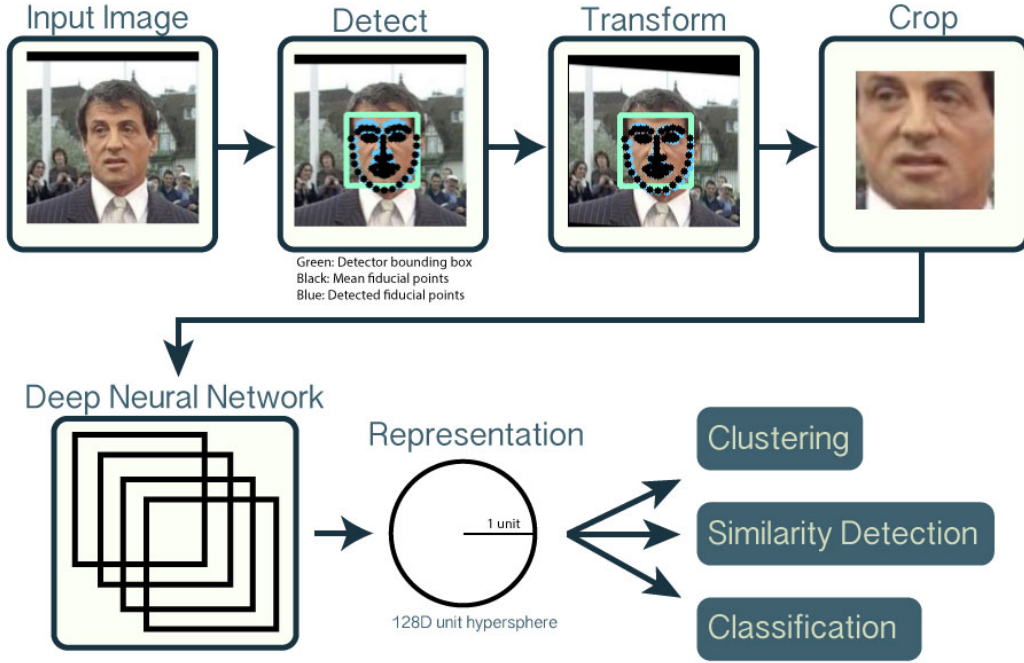 Input Image
Detect
Transform
Crop
Green: Detector bounding box
Black: Mean fiducial points
Blue: Detected fiducial points
Deep Neural Network
Representation
1 unit
128D unit hypersphere
Clustering
Similarity Detection
Classification